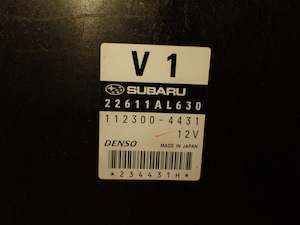 V 1
SUBARU
22611AL630
112300-4431
12V
DENSO MADE IN JAPAN
*234431H*